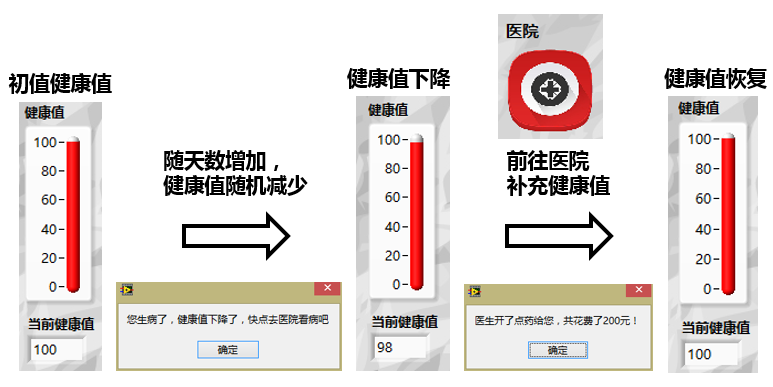 初值健康值
健康值
100
80
60
40
20
0
当前健康值
100
随天数增加，
健康值随机减少
您生病了，健康值下降了，快点去医院看病吧
确定
健康值下降
健康值
100
80
60
40
20
0
当前健康值
98
医院
前往医院
补充健康值
医生开了点药给您，共花费了200元！
确定
健康值恢复
健康值
100
80
60
40
20
0
当前健康值
100